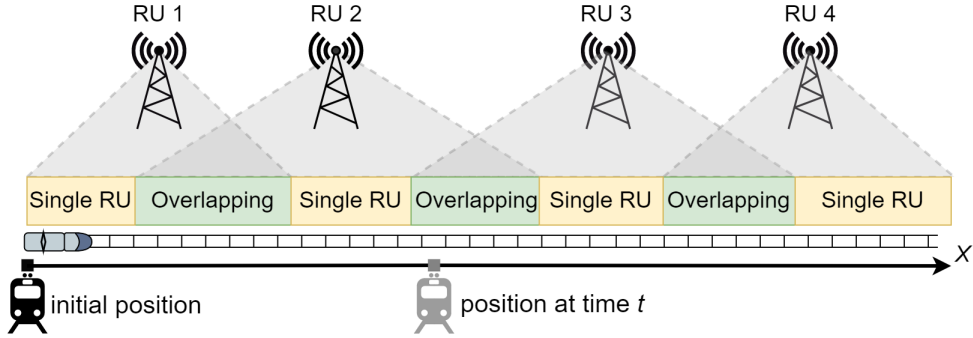 RU 1
RU 2
RU 3
RU 4
Single RU
Overlapping
Single RU
Overlapping
Single RU
Overlapping
Single RU
X
initial position
position at time t